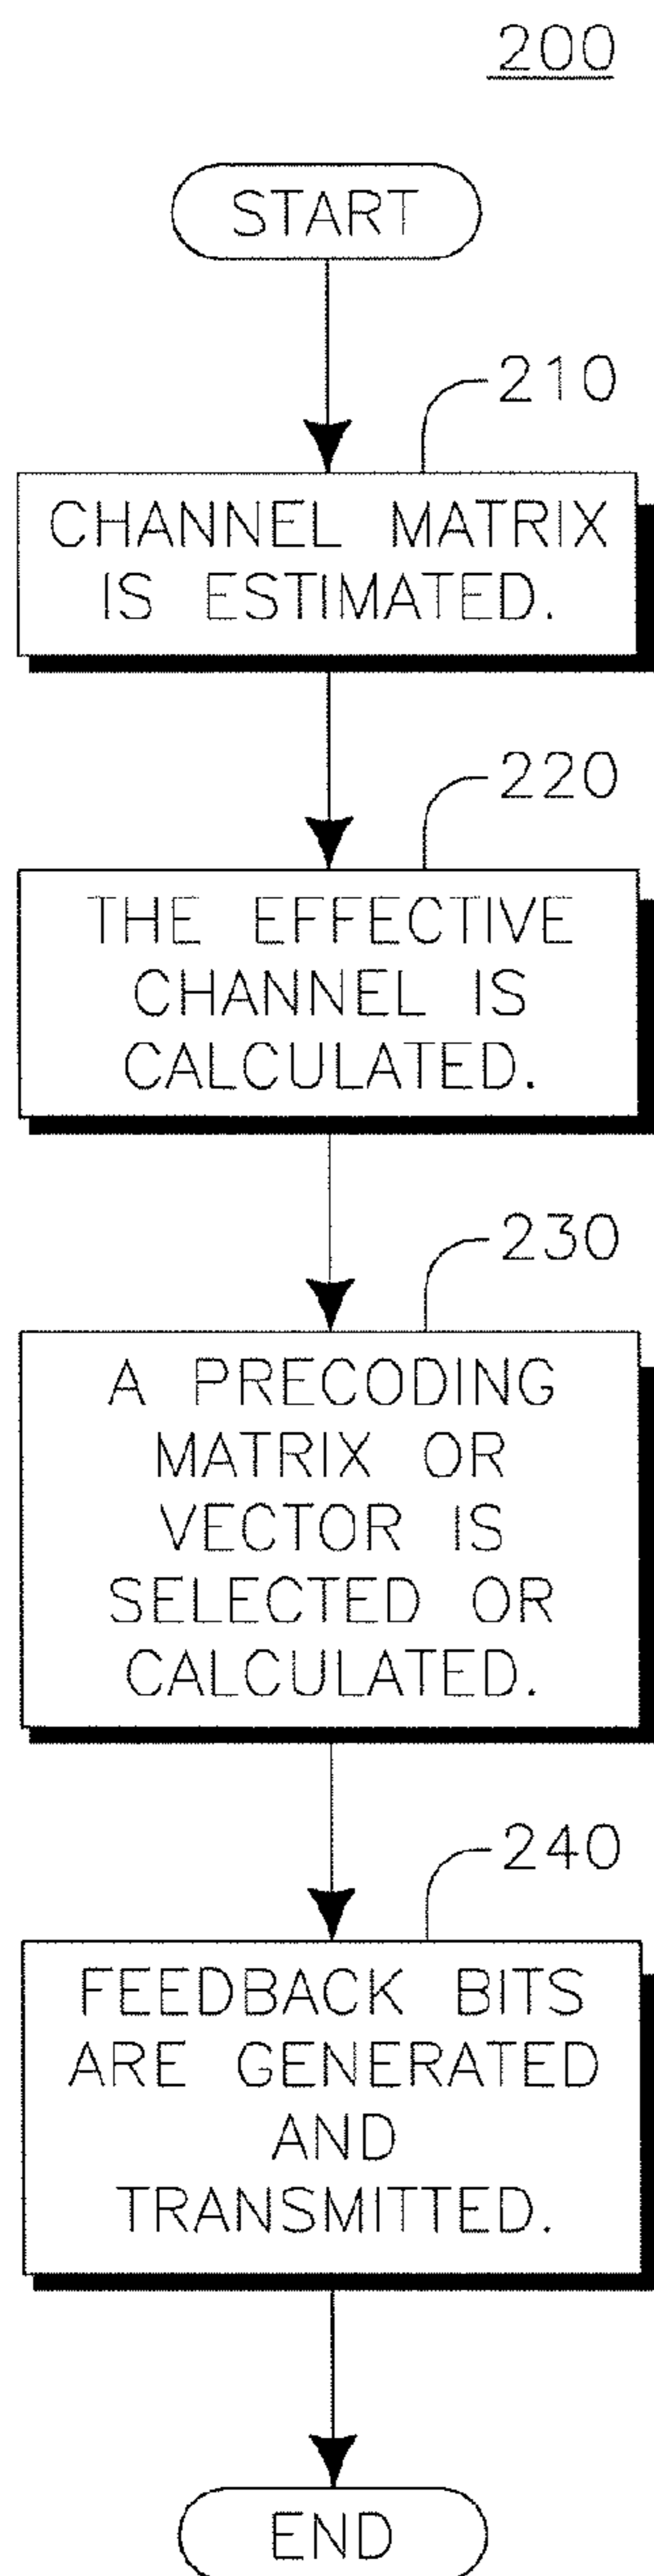 200
START
210
CHANNEL MATRIX
IS ESTIMATED.
220
THE EFFECTIVE
CHANNEL IS
CALCULATED.
230
A PRECODING
MATRIX OR
VECTOR IS
SELECTED OR
CALCULATED.
240
FEEDBACK BITS
ARE GENERATED
AND
TRANSMITTED.
END